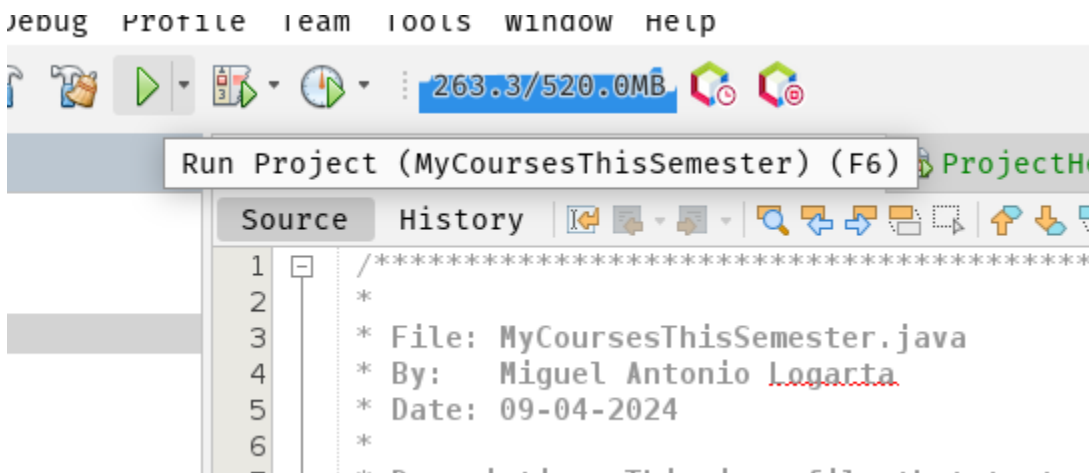 Debug Profile Team Tools Window Help
263.3/520.0MB
Run Project (MyCoursesThisSemester) (F6)
Source History
1 /****************************************
2 *
3 * File: MyCoursesThisSemester.java
4 * By: Miguel Antonio Logarta
5 * Date: 09-04-2024
6 *